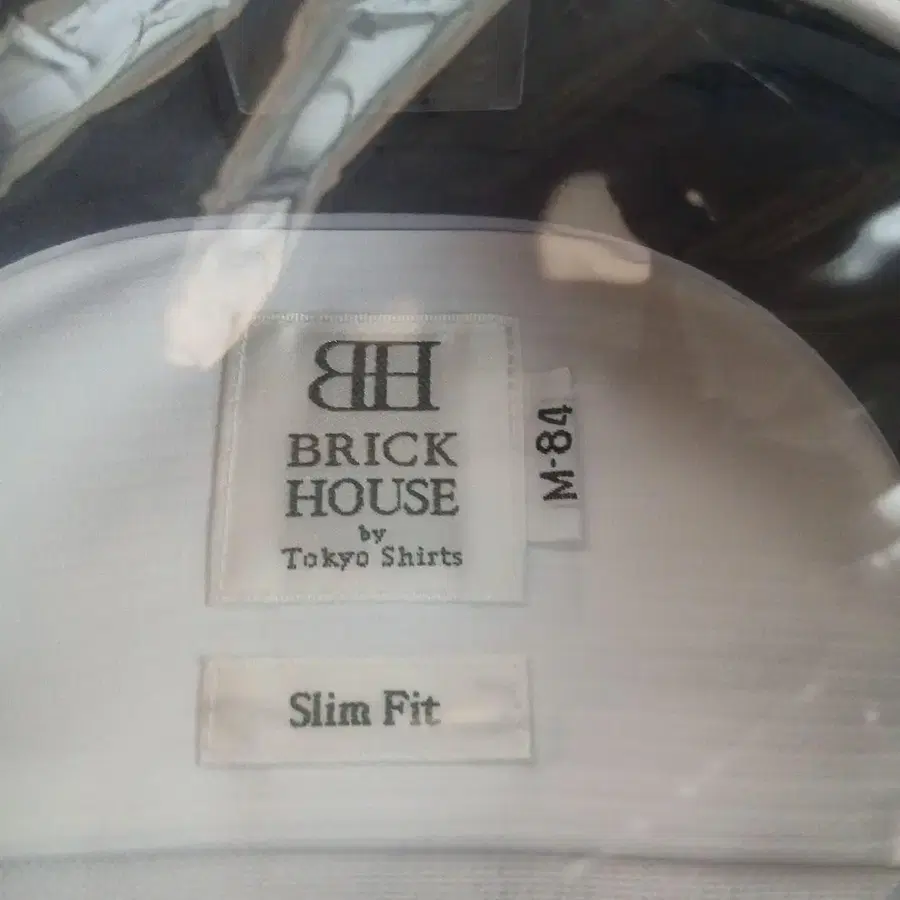 BH
BRICK
HOUSE
by
Tokyo Shirts
M-84
Slim Fit